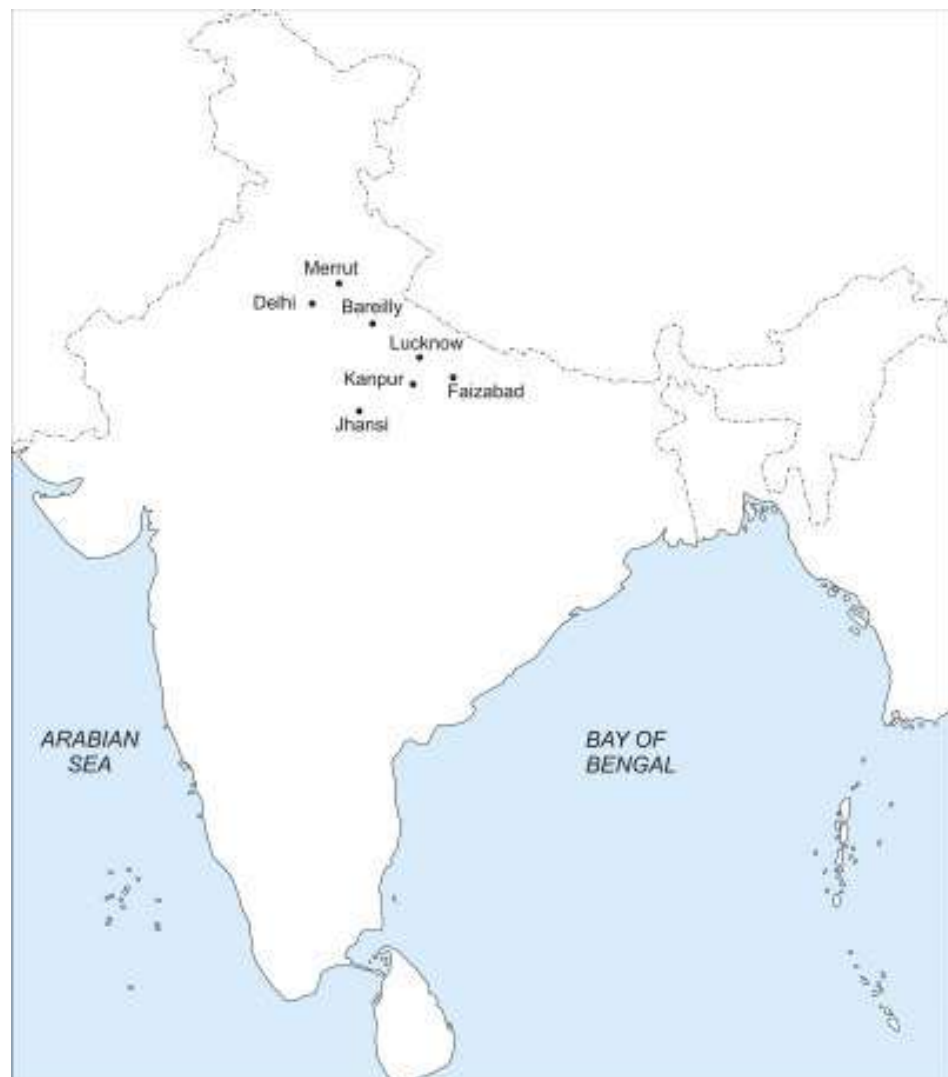 Merrut
Delhi
Bareilly
Lucknow
Kanpur
Faizabad
Jhansi
ARABIAN
SEA
BAY OF
BENGAL